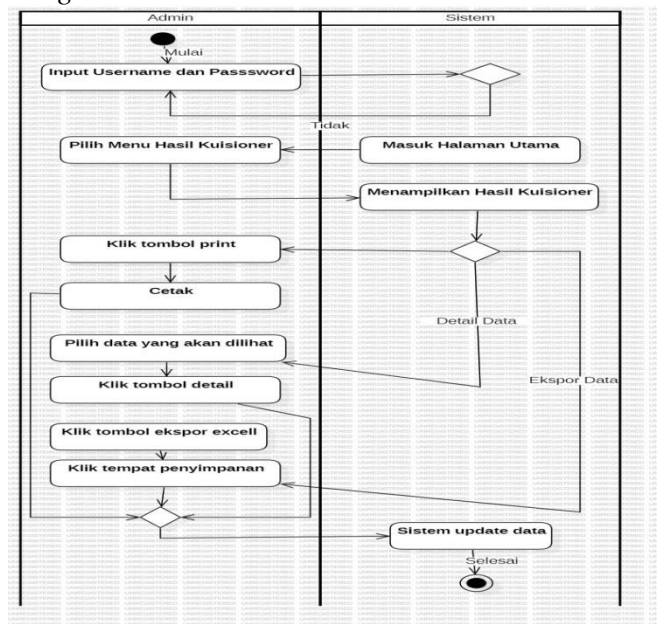 Admin
Sistem
Mulai
Input Username dan Passsword
Tidak
Pilih Menu Hasil Kuisioner
Masuk Halaman Utama
Menampilkan Hasil Kuisioner
Klik tombol print
Cetak
Detail Data
Pilih data yang akan dilihat
Ekspor Data
Klik tombol detail
Klik tombol ekspor excell
Klik tempat penyimpanan
Sistem update data
Selesai